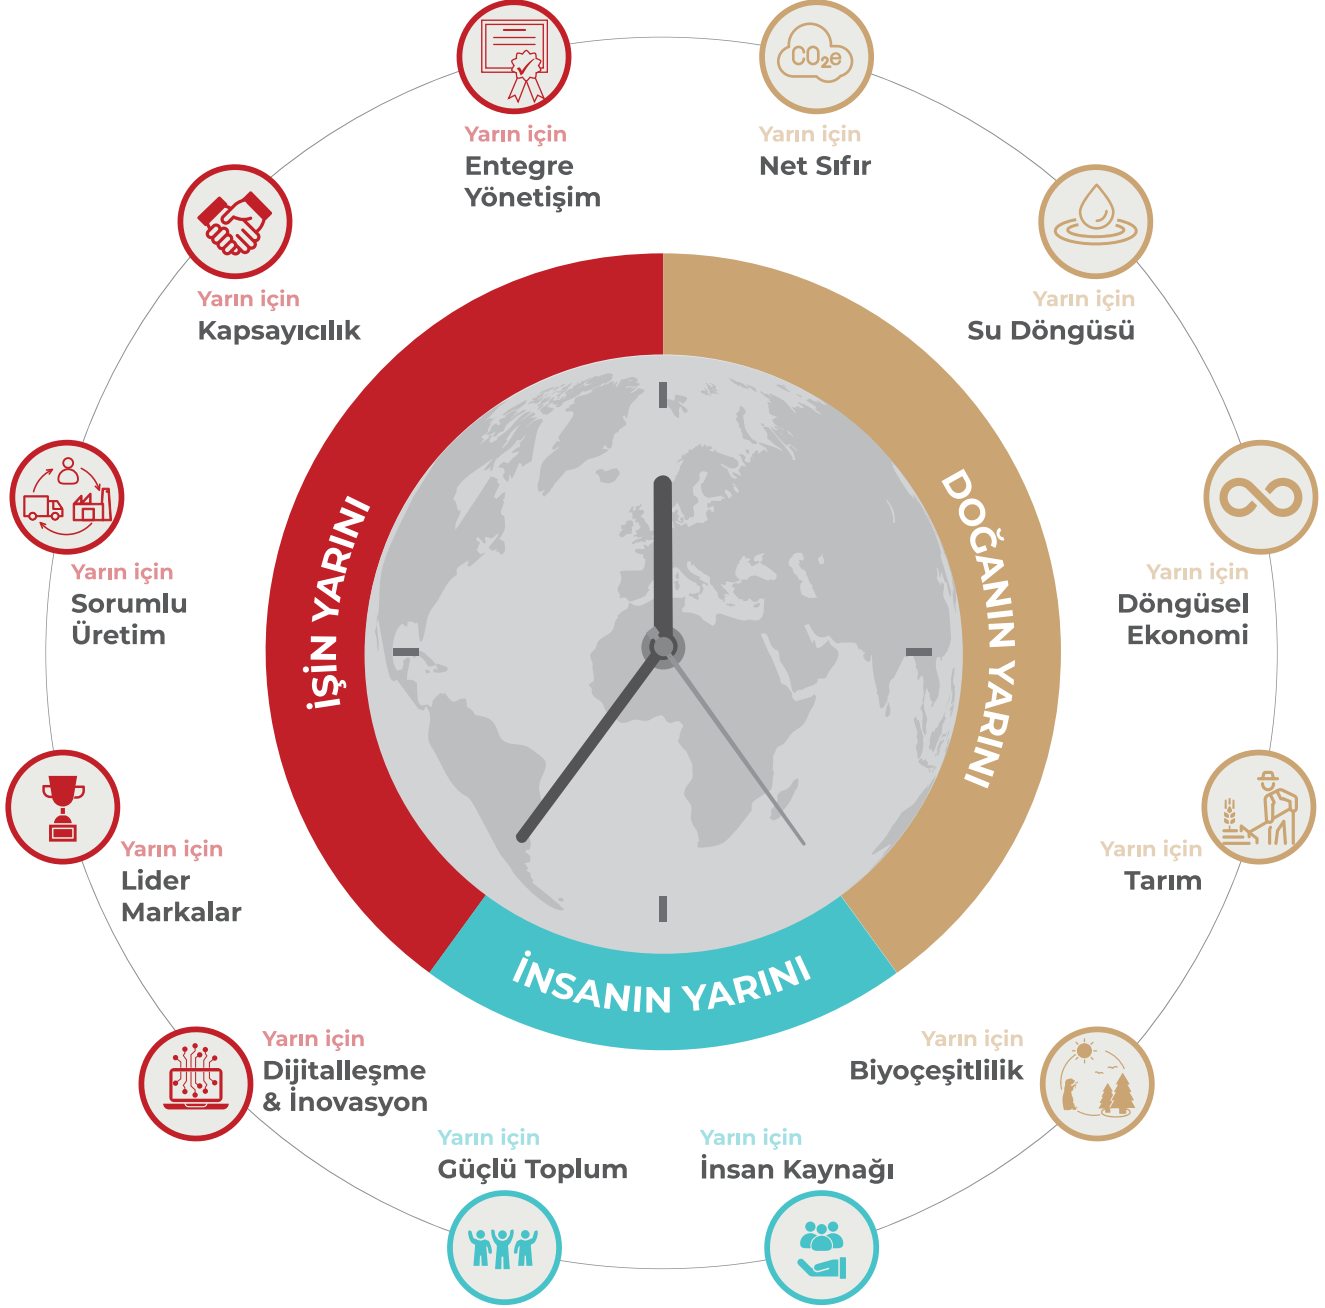 CO₂e
Yarın için
Entegre
Yönetişim
Yarın için
Net Sıfır
Yarın için
Su Döngüsü
Yarın için
Döngüsel
Ekonomi
Yarın için
Tarım
Yarın için
Biyoçeşitlilik
Yarın için
İnsan Kaynağı
Yarın için
Güçlü Toplum
Yarın için
Dijitalleşme
& İnovasyon
Yarın için
Lider
Markalar
Yarın için
Sorumlu
Üretim
Yarın için
Kapsayıcılık
İŞİN YARINI
DOĞANIN YARINI
İNSANIN YARINI